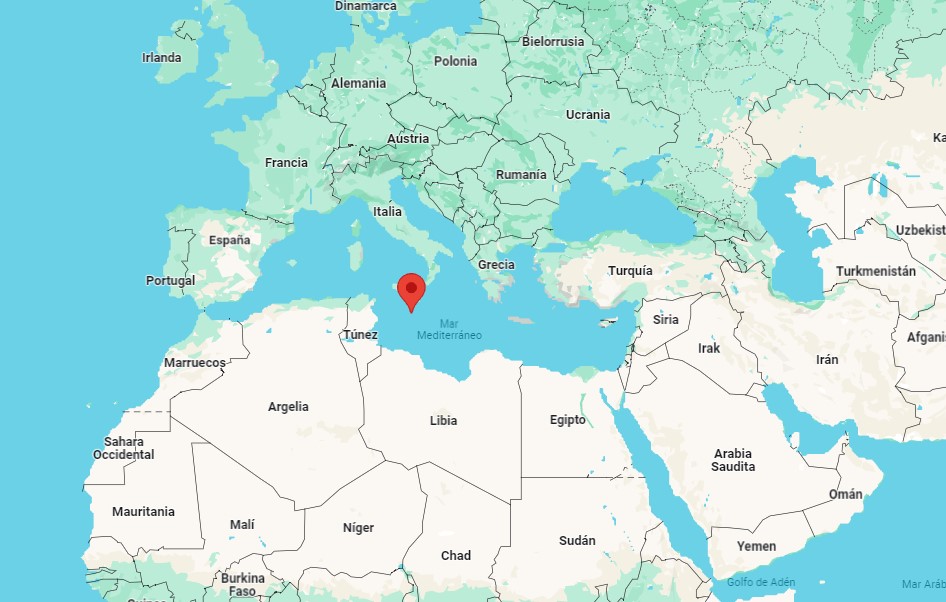 Dinamarca
Irlanda
Bielorrusia
Polonia
Alemania
Ucrania
Austria
Ka
Francia
Rumanía
Italia
España
Uzbekist
Grecia
Turquía
Turkmenistán
Portugal
Siria
Mar
Mediterráneo
Túnez
Afganis
Irak
Irán
Marruecos
Argelia
Libia
Egipto
Sahara
Occidental
Arabia
Saudita
Omán
Mauritania
Malí
Níger
Sudán
Yemen
Chad
Burkina
Faso
Golfo de Adén
Mar Aráb